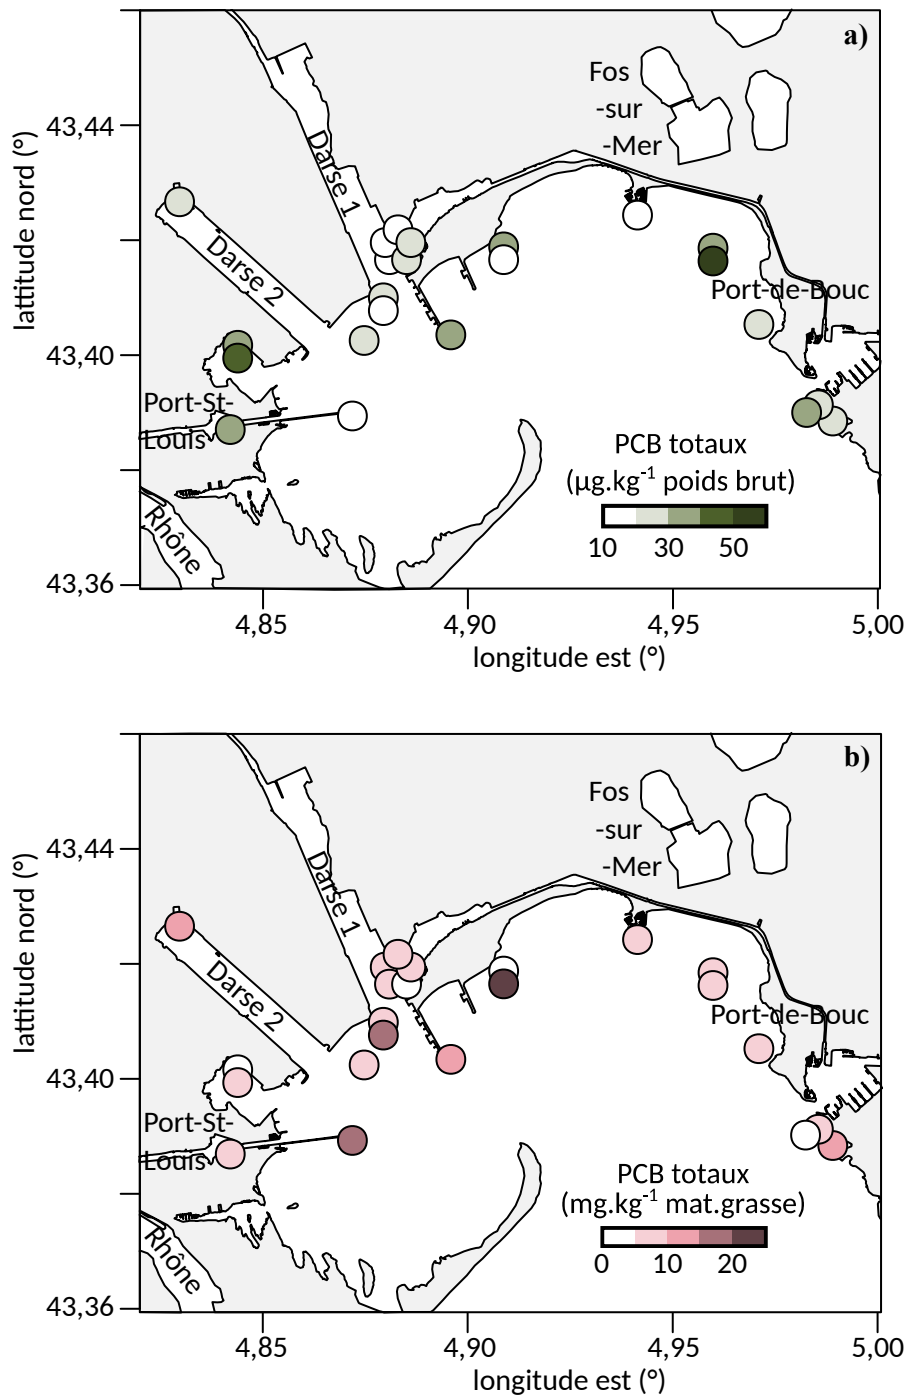 a)
Fos
-sur
-Mer
43,44
Darse 1
lattitude nord (°)
Darse 2
Port-de-Bouc
43,40
Port-St-
Louis
PCB totaux
(µg.kg-1 poids brut)
Rhône
10 30 50
43,36
4,85 4,90 4,95 5,00
longitude est (°)
b)
Fos
-sur
-Mer
43,44
Darse 1
lattitude nord (°)
Darse 2
Port-de-Bouc
43,40
Port-St-
Louis
PCB totaux
(mg.kg-1 mat.grasse)
Rhône
0 10 20
43,36
4,85 4,90 4,95 5,00
longitude est (°)